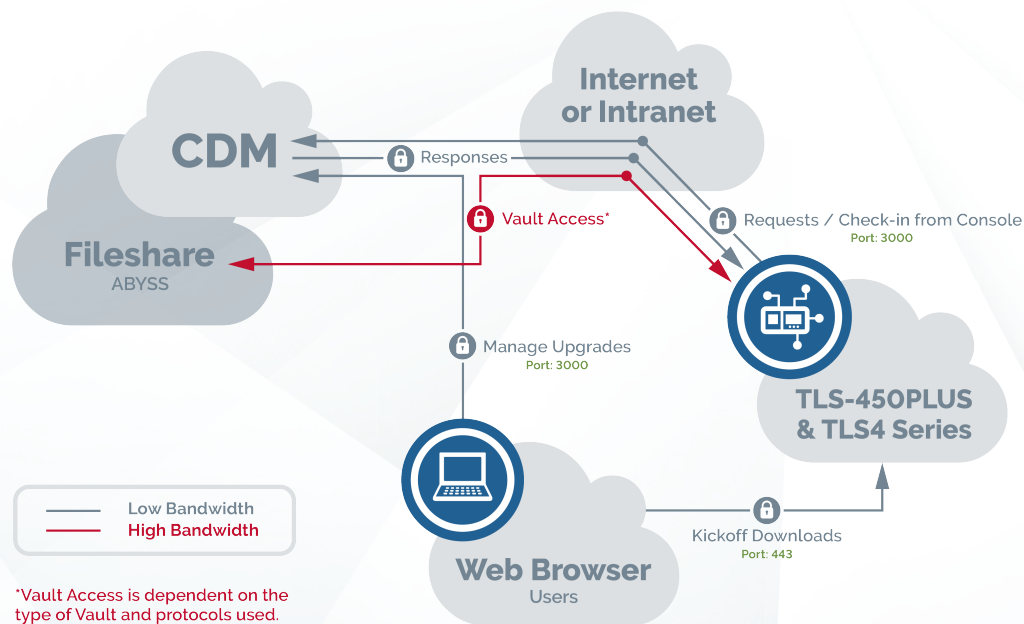 Internet
or Intranet
CDM
Responses
Vault Access*
Requests / Check-in from Console
Port: 3000
Fileshare
ABYSS
Manage Upgrades
Port: 3000
TLS-450PLUS
& TLS4 Series
Low Bandwidth
High Bandwidth
Kickoff Downloads
Port: 443
Web Browser
Users
*Vault Access is dependent on the
type of Vault and protocols used.